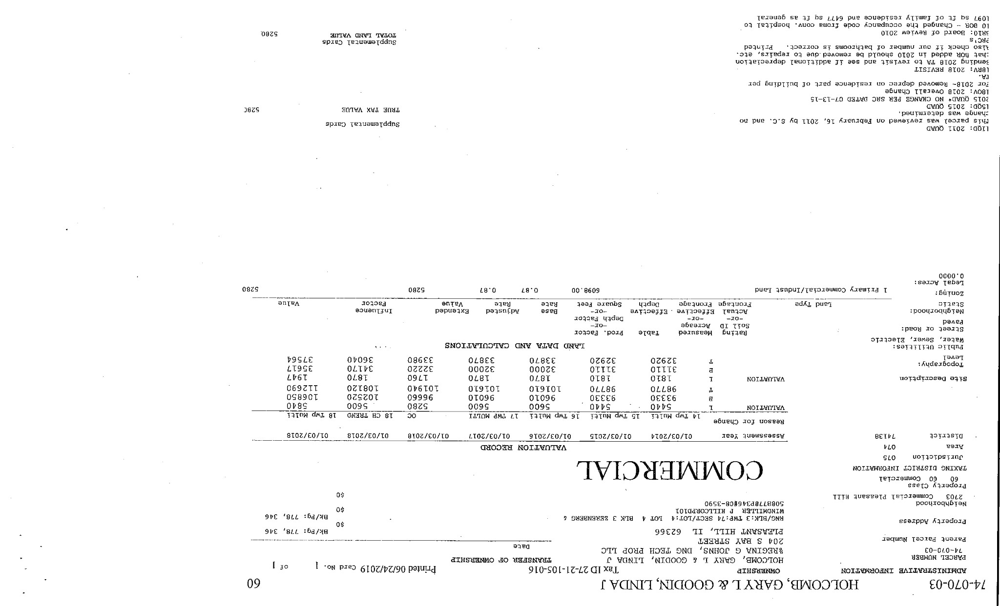 74-070-03 HOLCOMB, GARY L & GOODIN, LINDA J 60
ADMINISTRATIVE INFORMATION OWNERSHIP Tax ID 27-21-105-016 Printed 06/24/2019 Card No. 1 of 1
PARCEL NUMBER
74-070-03
Parent Parcel Number
Property Address
Neighborhood
2703 Commercial Pleasant Hill
Property Class
60 60 Commercial
TAXING DISTRICT INFORMATION
Jurisdiction 075
Area 074
District 74138
HOLCOMB, GARY L & GOODIN, LINDA J
%REGINA G JOHNS, DNG TECH PROP LLC
204 S BAY STREET
PLEASANT HILL, IL 62366
RNG/BLK:3 TWP:74 SECT/LOT:4 LOT 4 BLK 3 ZERENBERG &
WINDMILLER P HILLCORPD101
508B778P346#08-3590
TRANSFER OF OWNERSHIP
Date
Bk/Pg: 778, 346
$0
Bk/Pg: 778, 346
$0
$0
COMMERCIAL
VALUATION RECORD
Assessment Year 01/03/2014 01/03/2015 01/03/2016 01/03/2017 01/03/2018 01/03/2018 01/03/2018
Reason for Change
14 Twp Multi 15 Twp Multi 16 Twp Multi 17 TWP MULTI OC 18 CH TREND 18 Twp Multi
VALUATION L 5440 5440 5600 5600 5280 5600 5840
B 93330 93330 96010 96010 96660 102520 106850
T 98770 98770 101610 101610 101940 108120 112690
VALUATION L 1810 1810 1870 1870 1760 1870 1947
B 31110 31110 32000 32000 32220 34170 35617
T 32920 32920 33870 33870 33980 36040 37564
Site Description
Topography:
Level
Public Utilities:
Water, Sewer, Electric
Street or Road:
Paved
Neighborhood:
Static
Zoning:
Legal Acres:
0.0000
LAND DATA AND CALCULATIONS
Rating Measured Table Prod. Factor
Soil ID Acreage -or-
-or- -or- Depth Factor
Actual Effective Effective -or- Base Adjusted Extended Influence
Land Type Frontage Frontage Depth Square Feet Rate Rate Value Factor Value
1 Primary Commercial/Indust Land 6098.00 0.87 0.87 5280 5280
11QD: 2011 QUAD
This parcel was reviewed on February 16, 2011 by S.C. and no
change was determined.
15QD: 2015 QUAD
2015 QUAD* NO CHANGE PER SRC DATED 07-13-15
18OV: 2018 Overall Change
For 2018- Removed deprec on residence part of building per
TA.
18RV: 2018 REVISIT
Sending 2018 TA to revisit and see if additional depreciation
that BOR added in 2010 should be removed due to repairs, etc.
Also check if our number of bathrooms is correct. Printed
PRC's
BR10: Board of Review 2010
10 BOR - Changed the occupancy code froma conv. hospital to
1097 sq ft of family residence and 6477 sq ft as general
Supplemental Cards
TRUE TAX VALUE 5280
Supplemental Cards
TOTAL LAND VALUE 5280